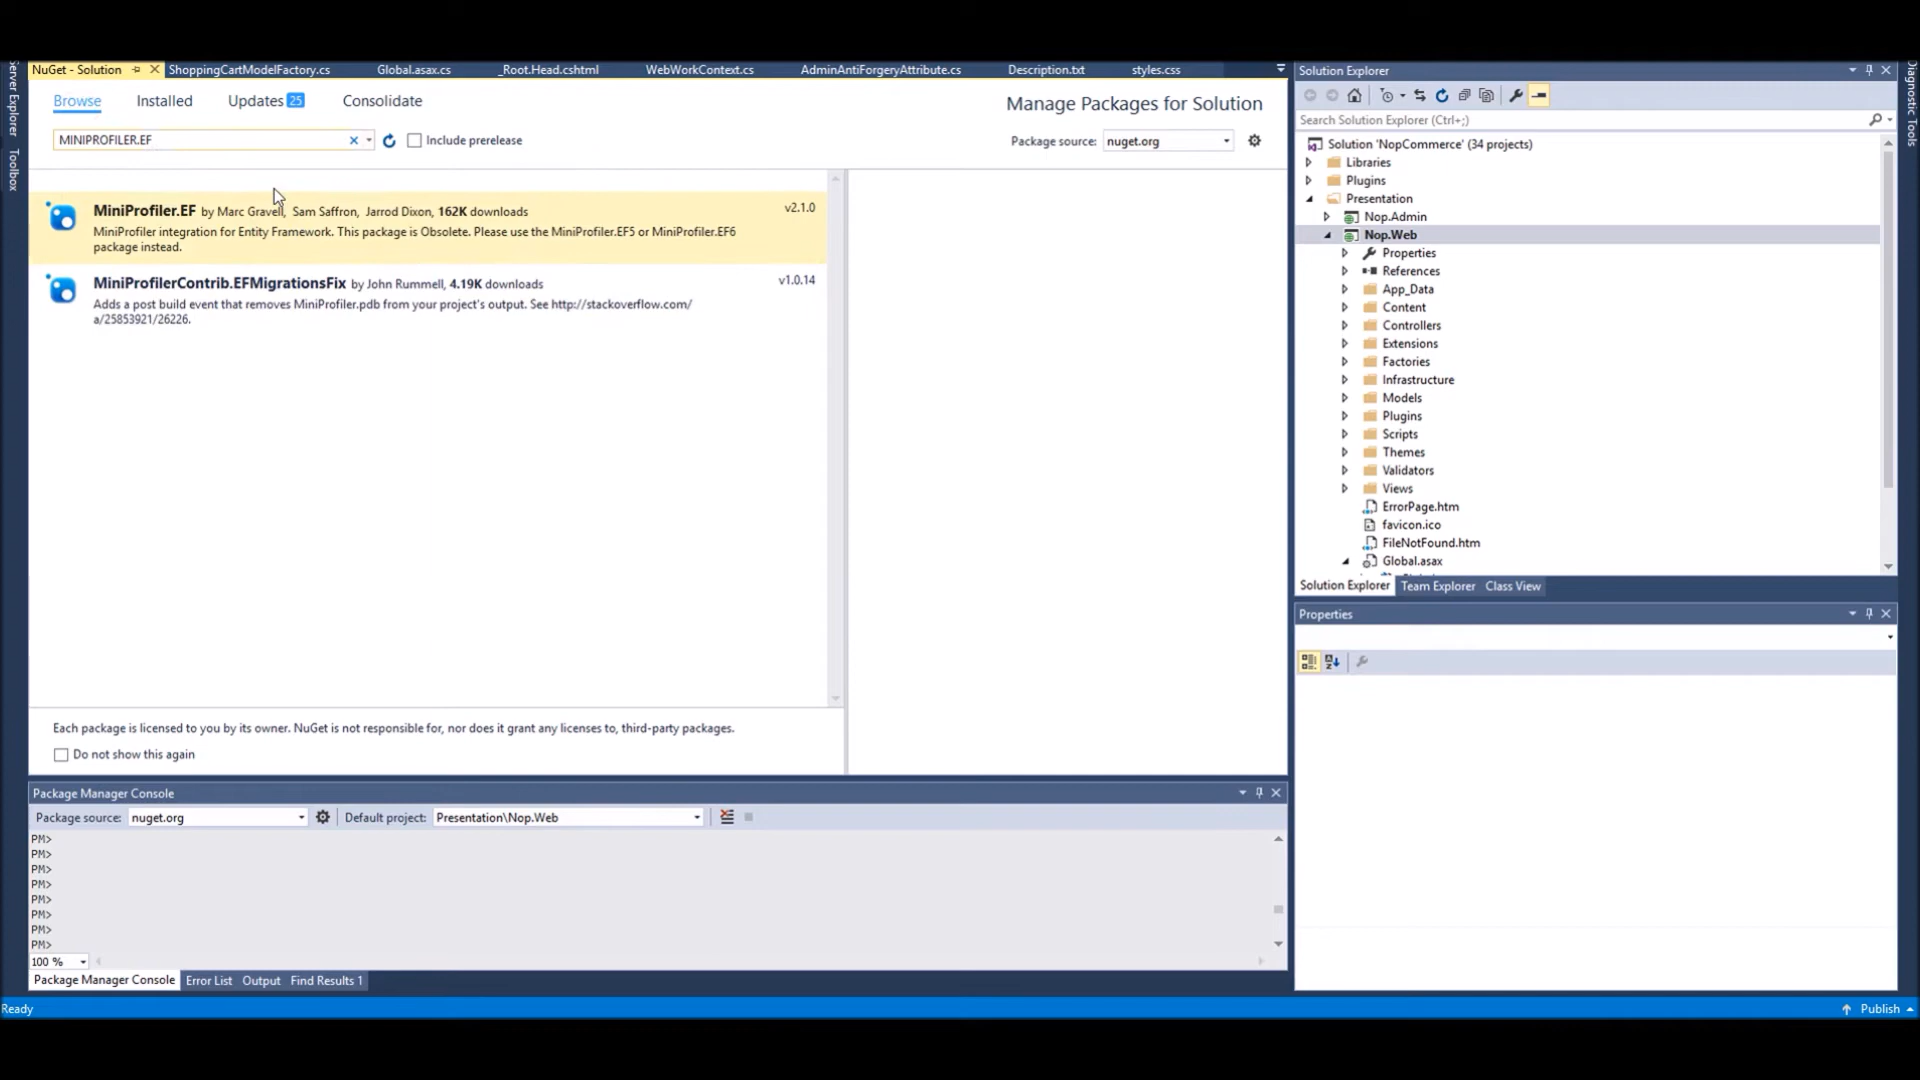 NuGet - Solution
ShoppingCartModelFactory.cs
Global.asax.cs
_Root.Head.cshtml
WebWorkContext.cs
AdminAntiForgeryAttribute.cs
Description.txt
styles.css
Server Explorer
Toolbox
Browse
Installed
Updates 25
Consolidate
Manage Packages for Solution
MINIPROFILER.EF
Include prerelease
Package source: nuget.org
MiniProfiler.EF by Marc Gravell, Sam Saffron, Jarrod Dixon, 162K downloads
v2.1.0
MiniProfiler integration for Entity Framework. This package is Obsolete. Please use the MiniProfiler.EF5 or MiniProfiler.EF6
package instead.
MiniProfilerContrib.EFMigrationsFix by John Rummell, 4.19K downloads
v1.0.14
Adds a post build event that removes MiniProfiler.pdb from your project's output. See http://stackoverflow.com/
a/25853921/26226.
Each package is licensed to you by its owner. NuGet is not responsible for, nor does it grant any licenses to, third-party packages.
Do not show this again
Package Manager Console
Package source: nuget.org
Default project: Presentation\Nop.Web
PM>
PM>
PM>
PM>
PM>
PM>
PM>
PM>
100 %
Package Manager Console
Error List
Output
Find Results 1
Ready
Solution Explorer
Search Solution Explorer (Ctrl+;)
Solution 'NopCommerce' (34 projects)
Libraries
Plugins
Presentation
Nop.Admin
Nop.Web
Properties
References
App_Data
Content
Controllers
Extensions
Factories
Infrastructure
Models
Plugins
Scripts
Themes
Validators
Views
ErrorPage.htm
favicon.ico
FileNotFound.htm
Global.asax
Solution Explorer
Team Explorer
Class View
Properties
Diagnostic Tools
Publish